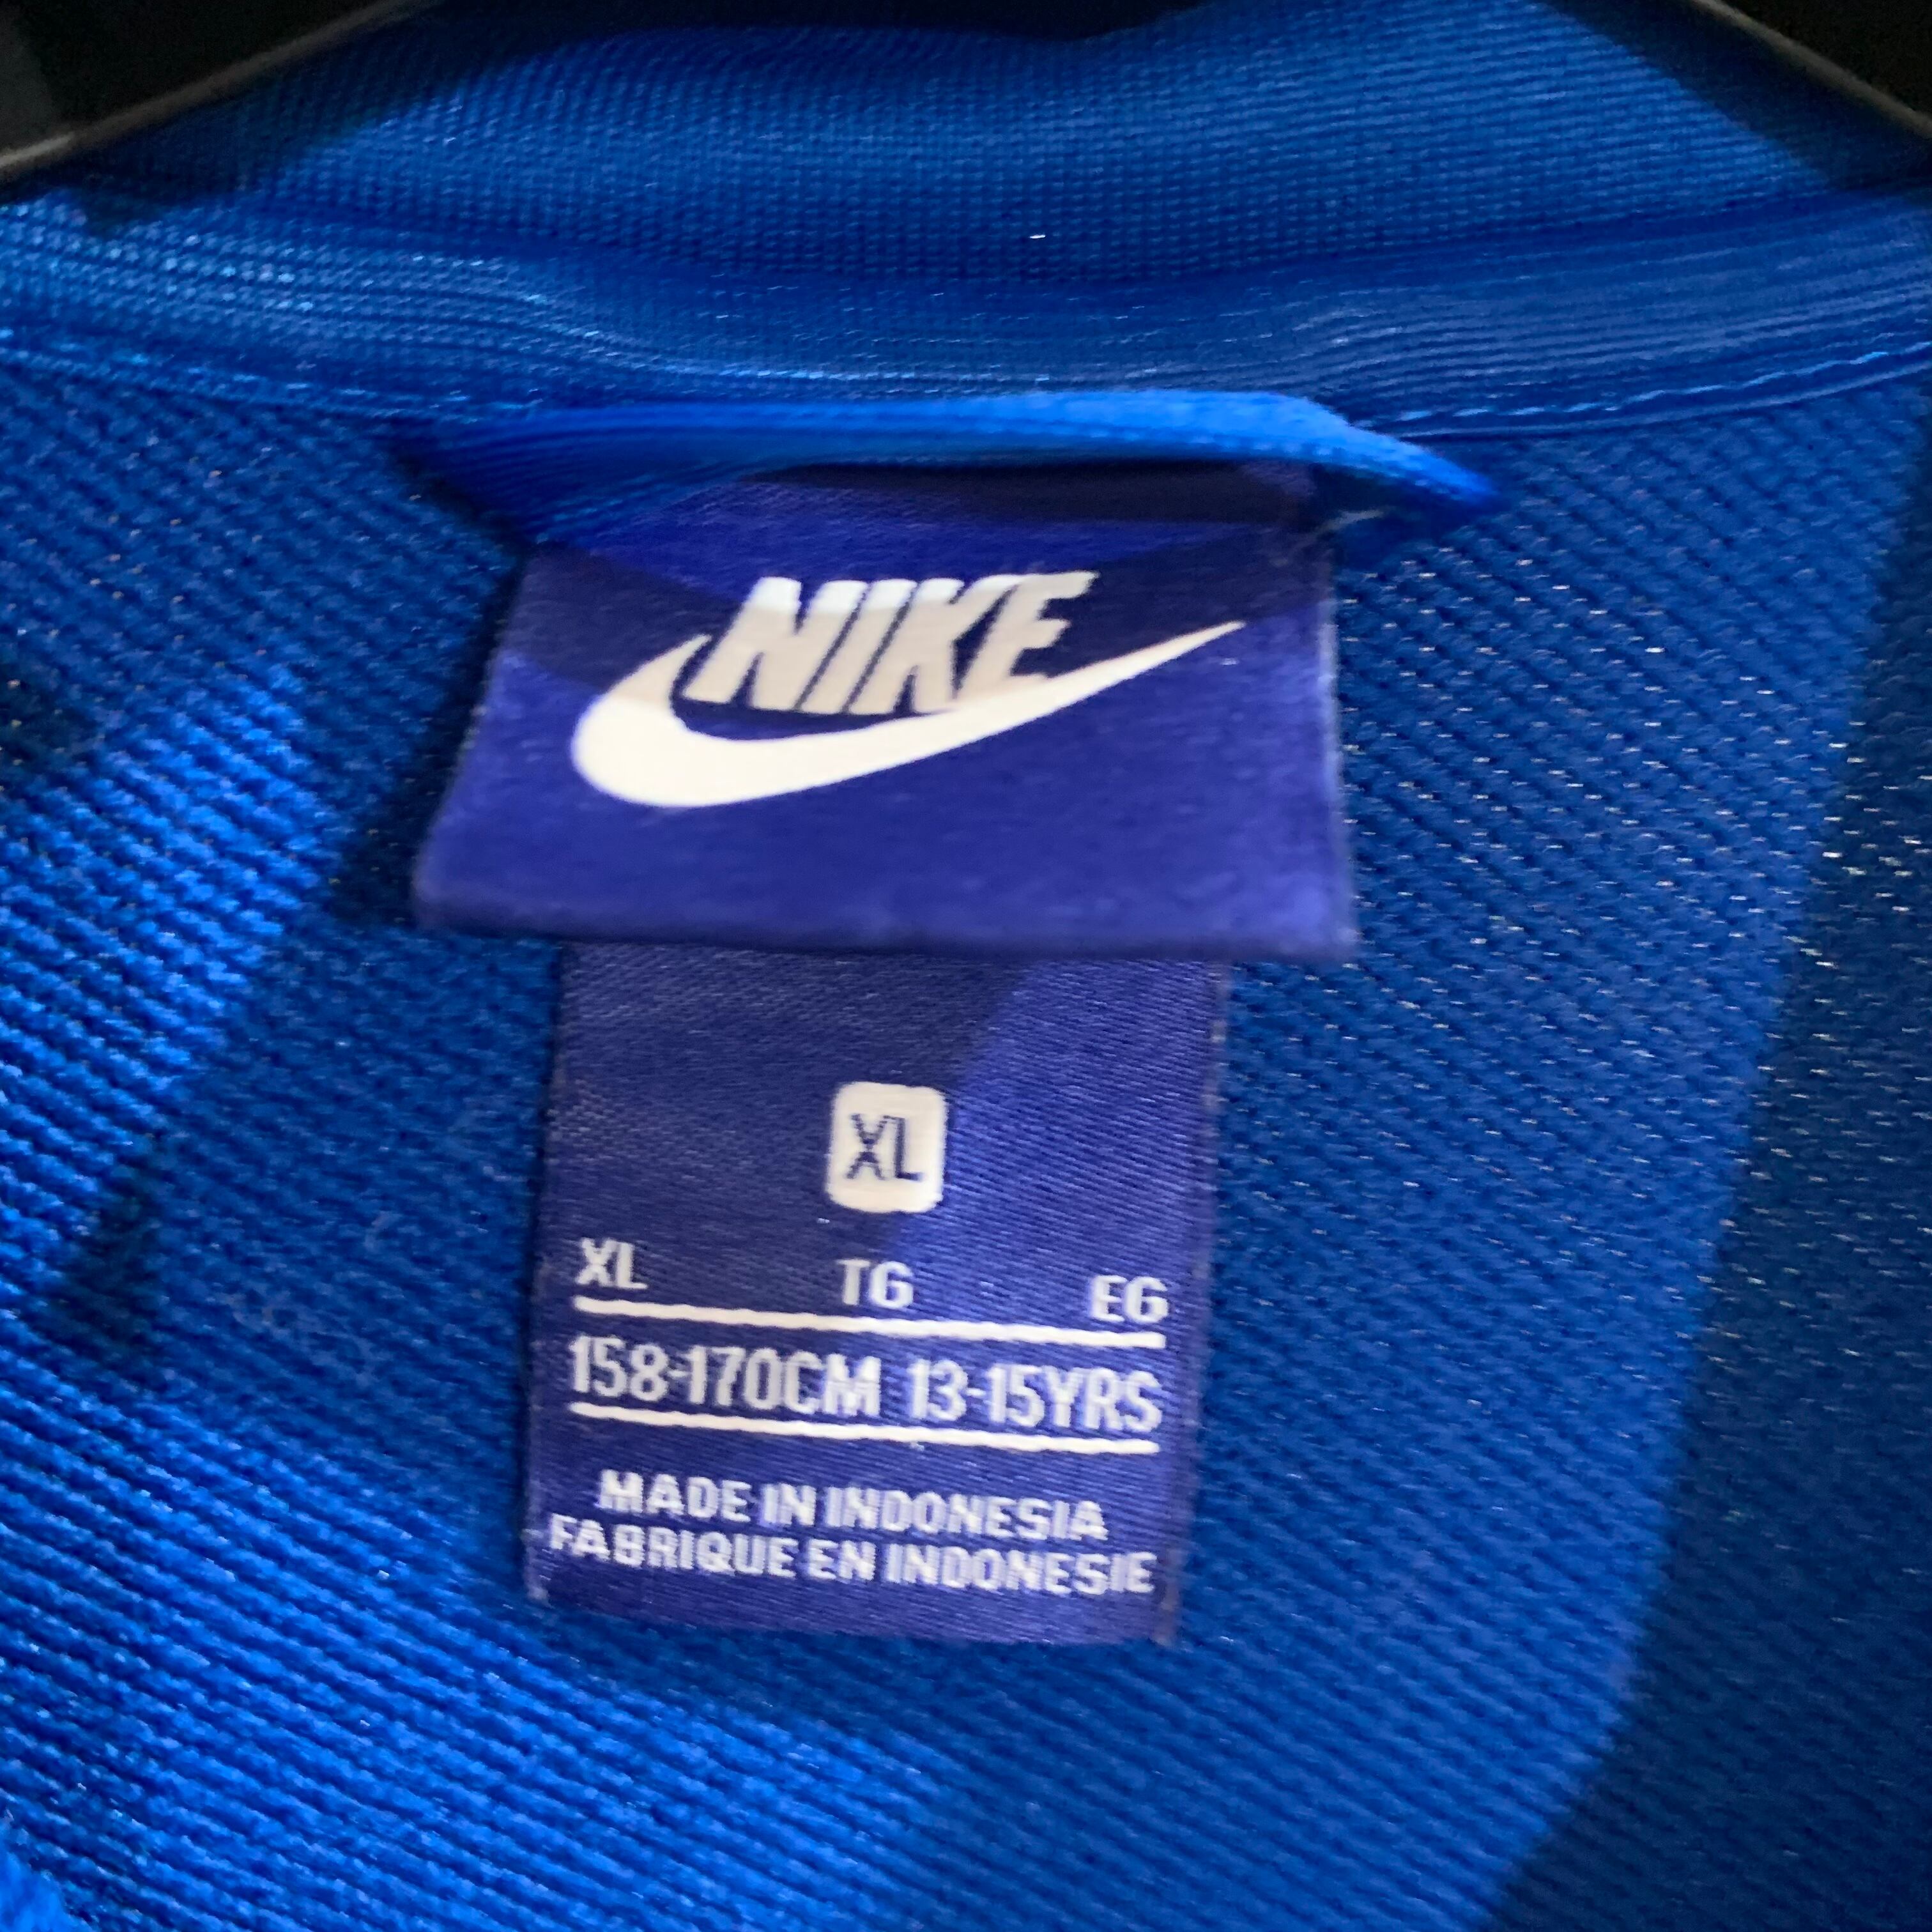 NIKE
XL
XL TG EG
158-170CM 13-15YRS
MADE IN INDONESIA
FABRIQUE EN INDONESIE